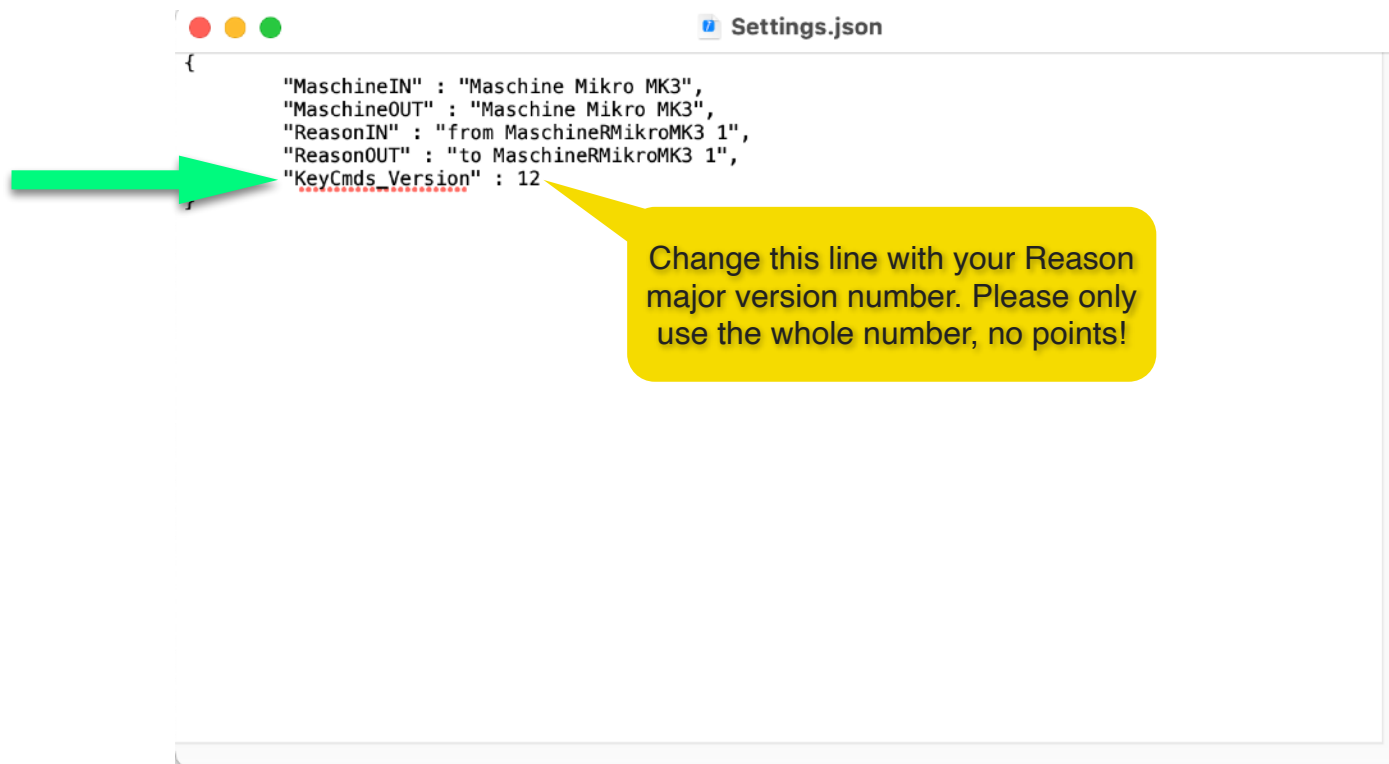 Settings.json
{
"MaschineIN" : "Maschine Mikro MK3",
"MaschineOUT" : "Maschine Mikro MK3",
"ReasonIN" : "from MaschineRMikroMK3 1",
"ReasonOUT" : "to MaschineRMikroMK3 1",
"KeyCmds_Version" : 12
}
Change this line with your Reason
major version number. Please only
use the whole number, no points!